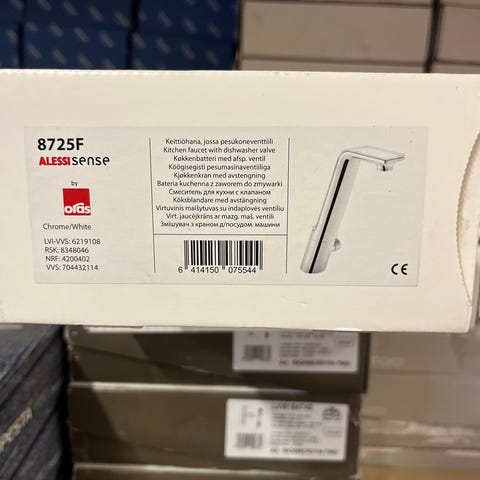 8725F
ALESSI sense
by
oras
Chrome/White
LVI-VVS: 6219108
RSK: 8348046
NRF: 4200402
VVS: 704432114
Keittiöhana, jossa pesukoneventtiili
Kitchen faucet with dishwasher valve
Køkkenbatteri med afsp. ventil
Köögisegisti pesumasinaventiiliga
Kjøkkenkran med avstengning
Bateria kuchenna z zaworem do zmywarki
Смеситель для кухни с клапаном
Köksblandare med avstängning
Virtuvinis maišytuvas su indaplovės ventiliu
Virt. jaucējkrāns ar mazg. maš. ventili
Змішувач з краном д/посудом. машини
6 414150 075544
CE